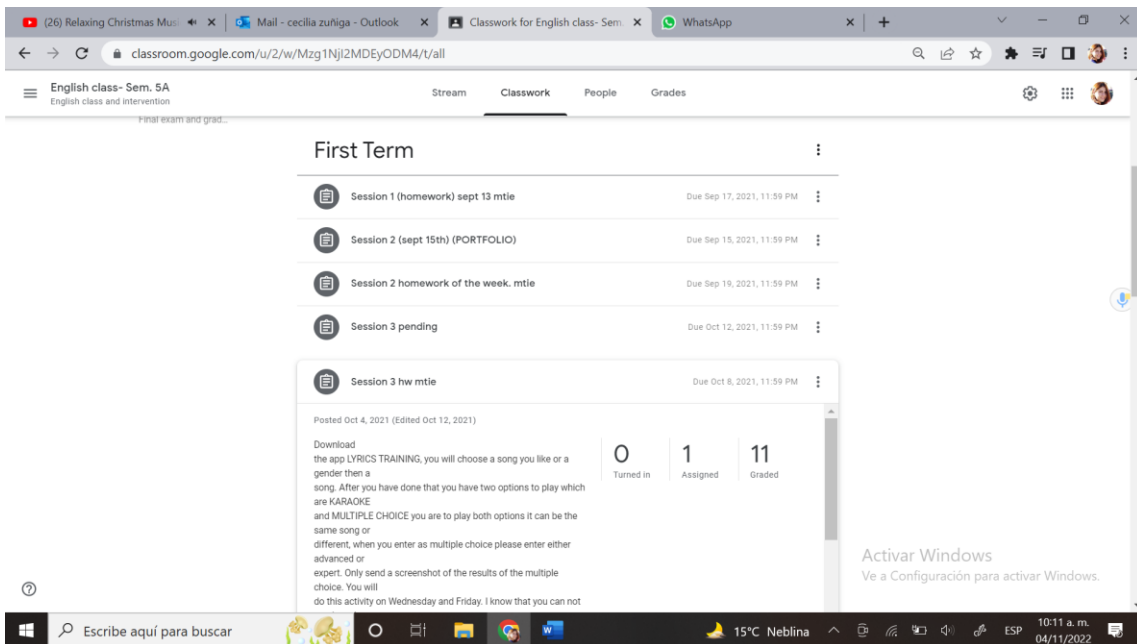 (26) Relaxing Christmas Musi
Mail - cecilia zuñiga - Outlook
Classwork for English class- Sem.
WhatsApp
classroom.google.com/u/2/w/Mzg1NjI2MDEyODM4/t/all
English class- Sem. 5A
English class and intervention
Stream
Classwork
People
Grades
Final exam and grad...
First Term
Session 1 (homework) sept 13 mtie
Due Sep 17, 2021, 11:59 PM
Session 2 (sept 15th) (PORTFOLIO)
Due Sep 15, 2021, 11:59 PM
Session 2 homework of the week. mtie
Due Sep 19, 2021, 11:59 PM
Session 3 pending
Due Oct 12, 2021, 11:59 PM
Session 3 hw mtie
Due Oct 8, 2021, 11:59 PM
Posted Oct 4, 2021 (Edited Oct 12, 2021)
Download
the app LYRICS TRAINING, you will choose a song you like or a
gender then a
song. After you have done that you have two options to play which
are KARAOKE
and MULTIPLE CHOICE you are to play both options it can be the
same song or
different, when you enter as multiple choice please enter either
advanced or
expert. Only send a screenshot of the results of the multiple
choice. You will
do this activity on Wednesday and Friday. I know that you can not
0
Turned in
1
Assigned
11
Graded
Activar Windows
Ve a Configuración para activar Windows.
Escribe aquí para buscar
15°C Neblina
ESP
10:11 a. m.
04/11/2022